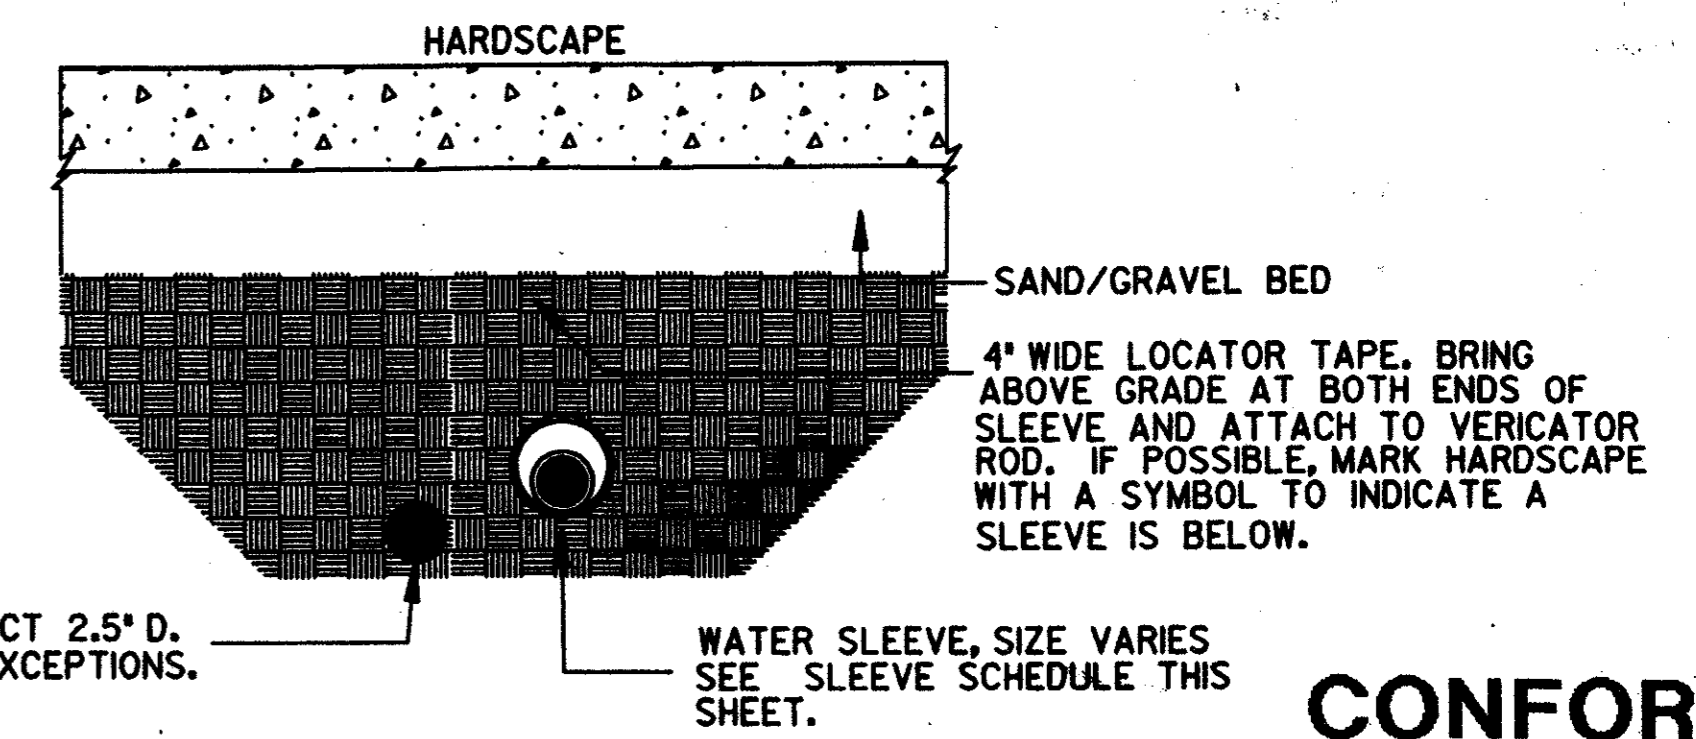 HARDSCAPE
SAND/GRAVEL BED
4" WIDE LOCATOR TAPE. BRING
ABOVE GRADE AT BOTH ENDS OF
SLEEVE AND ATTACH TO VERICATOR
ROD. IF POSSIBLE, MARK HARDSCAPE
WITH A SYMBOL TO INDICATE A
SLEEVE IS BELOW.
CT 2.5" D.
XCEPTIONS.
WATER SLEEVE, SIZE VARIES
SEE SLEEVE SCHEDULE THIS
SHEET.
CONFOR